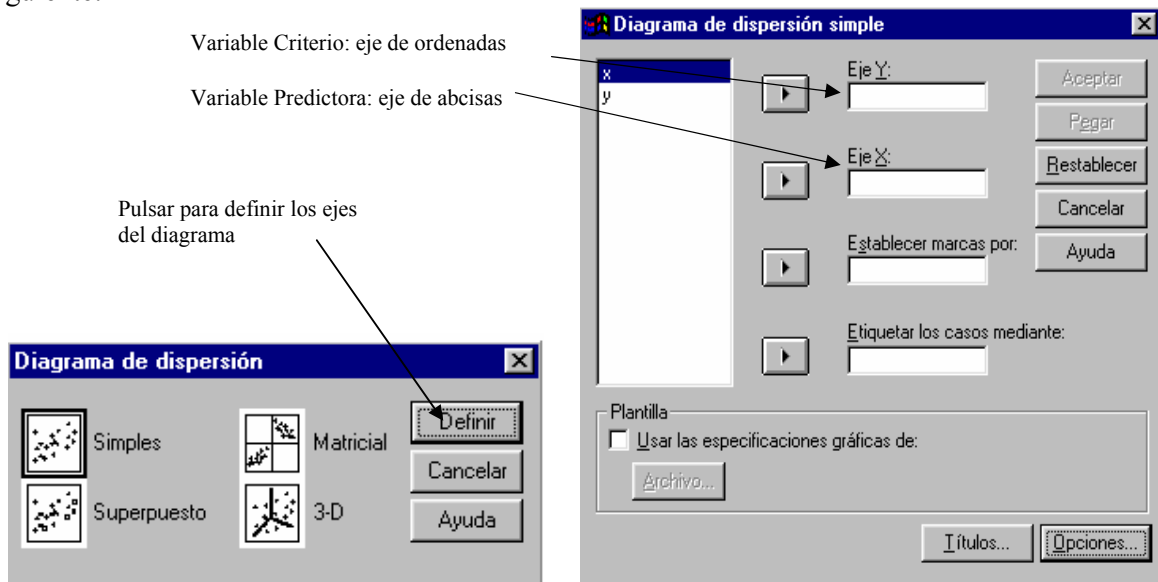 Variable Criterio: eje de ordenadas
Variable Predictora: eje de abcisas
Pulsar para definir los ejes
del diagrama
Diagrama de dispersión
Simples
Matricial
Superpuesto
3-D
Definir
Cancelar
Ayuda
Diagrama de dispersión simple
x
y
Eje Y:
Eje X:
Establecer marcas por:
Etiquetar los casos mediante:
Aceptar
Pegar
Restablecer
Cancelar
Ayuda
Plantilla
Usar las especificaciones gráficas de:
Archivo...
Títulos...
Opciones...